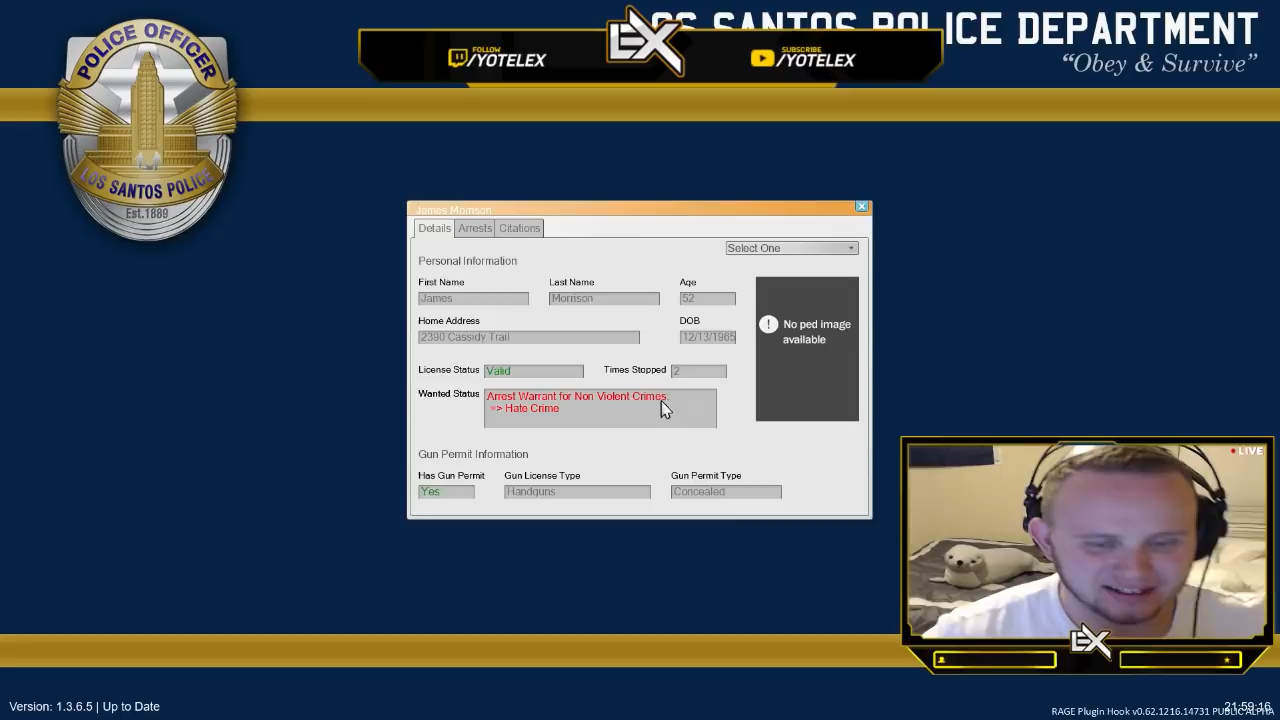 LOS SANTOS POLICE DEPARTMENT
"Obey & Survive"
FOLLOW
/YOTELEX
EX
SUBSCRIBE
/YOTELEX
POLICE OFFICER
LOS SANTOS POLICE
Est.1889
James Morrison
Details Arrests Citations
Select One
Personal Information
First Name Last Name Age
James Morrison 52
Home Address DOB
2390 Cassidy Trail 12/13/1965
No ped image
available
License Status Valid Times Stopped 2
Wanted Status Arrest Warrant for Non Violent Crimes.
=> Hate Crime
Gun Permit Information
Has Gun Permit Gun License Type Gun Permit Type
Yes Handguns Concealed
LIVE
EX
Version: 1.3.6.5 | Up to Date
21:59:16
RAGE Plugin Hook v0.62.1216.14731 PUBLIC ALPHA